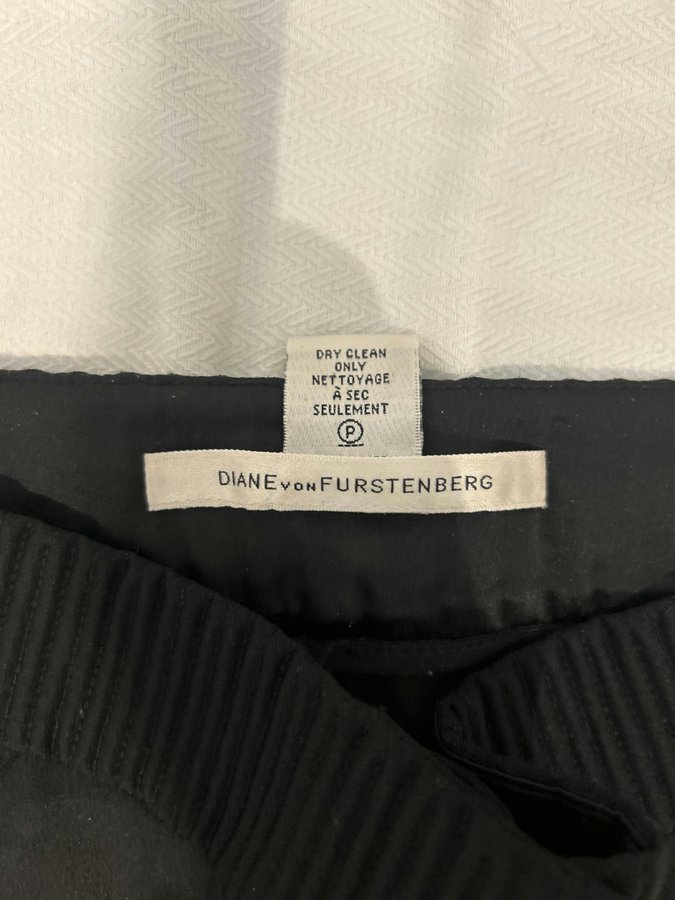 DRY CLEAN
ONLY
NETTOYAGE
À SEC
SEULEMENT
P
DIANE VON FURSTENBERG